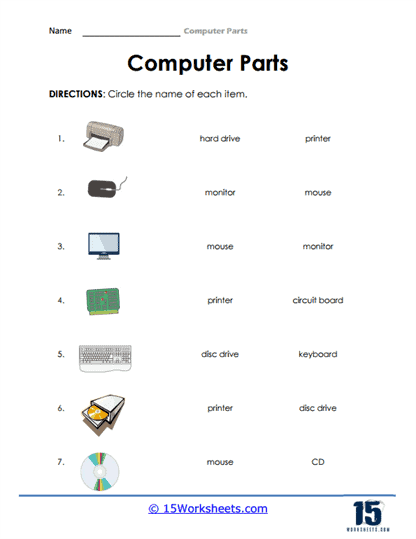 Name Computer Parts
Computer Parts
DIRECTIONS: Circle the name of each item.
1. hard drive printer
2. monitor mouse
3. mouse monitor
4. printer circuit board
5. disc drive keyboard
6. printer disc drive
7. mouse CD
© 15Worksheets.com
15
WORKSHEETS.COM